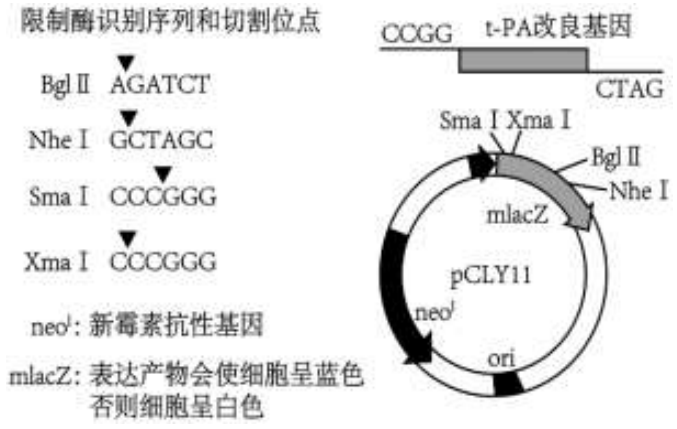 限制酶识别序列和切割位点
Bgl Ⅱ AGATCT
Nhe Ⅰ GCTAGC
Sma Ⅰ CCCGGG
Xma Ⅰ CCCGGG
neoʲ: 新霉素抗性基因
mlacZ: 表达产物会使细胞呈蓝色
否则细胞呈白色
CCGG t-PA改良基因
CTAG
Sma Ⅰ Xma Ⅰ
Bgl Ⅱ
Nhe Ⅰ
mlacZ
pCLY11
neoʲ
ori